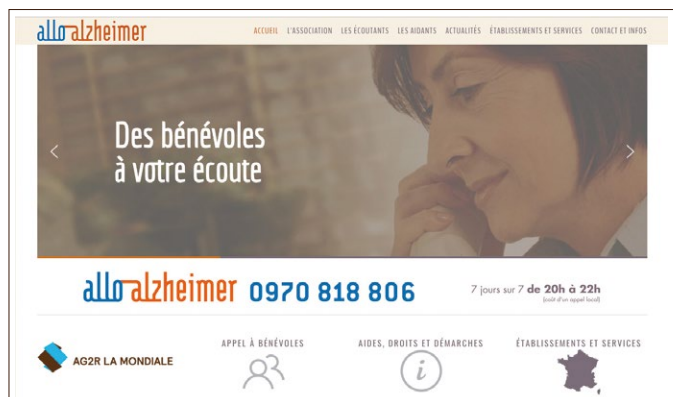 allo alzheimer
ACCUEIL L'ASSOCIATION LES ÉCOUTANTS LES AIDANTS ACTUALITÉS ÉTABLISSEMENTS ET SERVICES CONTACT ET INFOS
Des bénévoles
à votre écoute
allo alzheimer 0970 818 806 7 jours sur 7 de 20h à 22h
(coût d'un appel local)
APPEL À BÉNÉVOLES AIDES, DROITS ET DÉMARCHES ÉTABLISSEMENTS ET SERVICES
AG2R LA MONDIALE
i